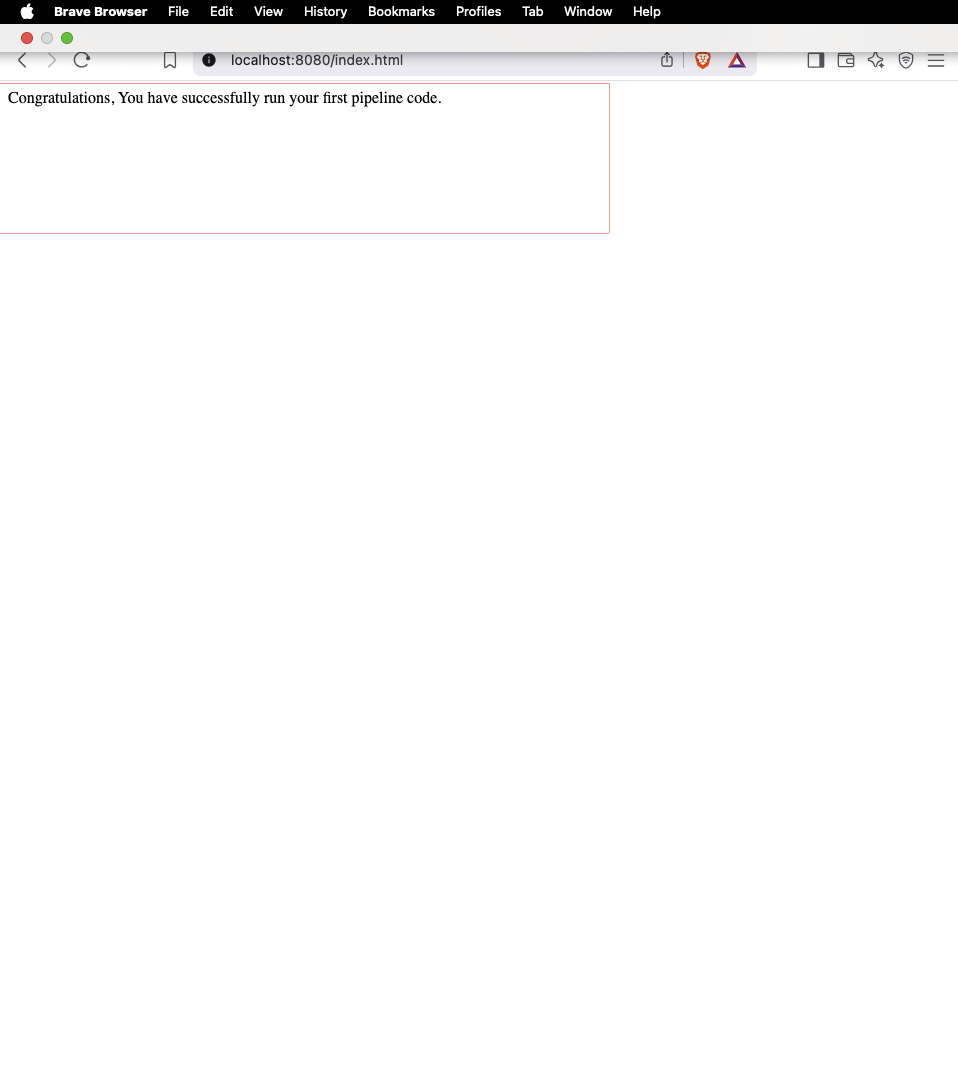 Brave Browser File Edit View History Bookmarks Profiles Tab Window Help
localhost:8080/index.html
Congratulations, You have successfully run your first pipeline code.